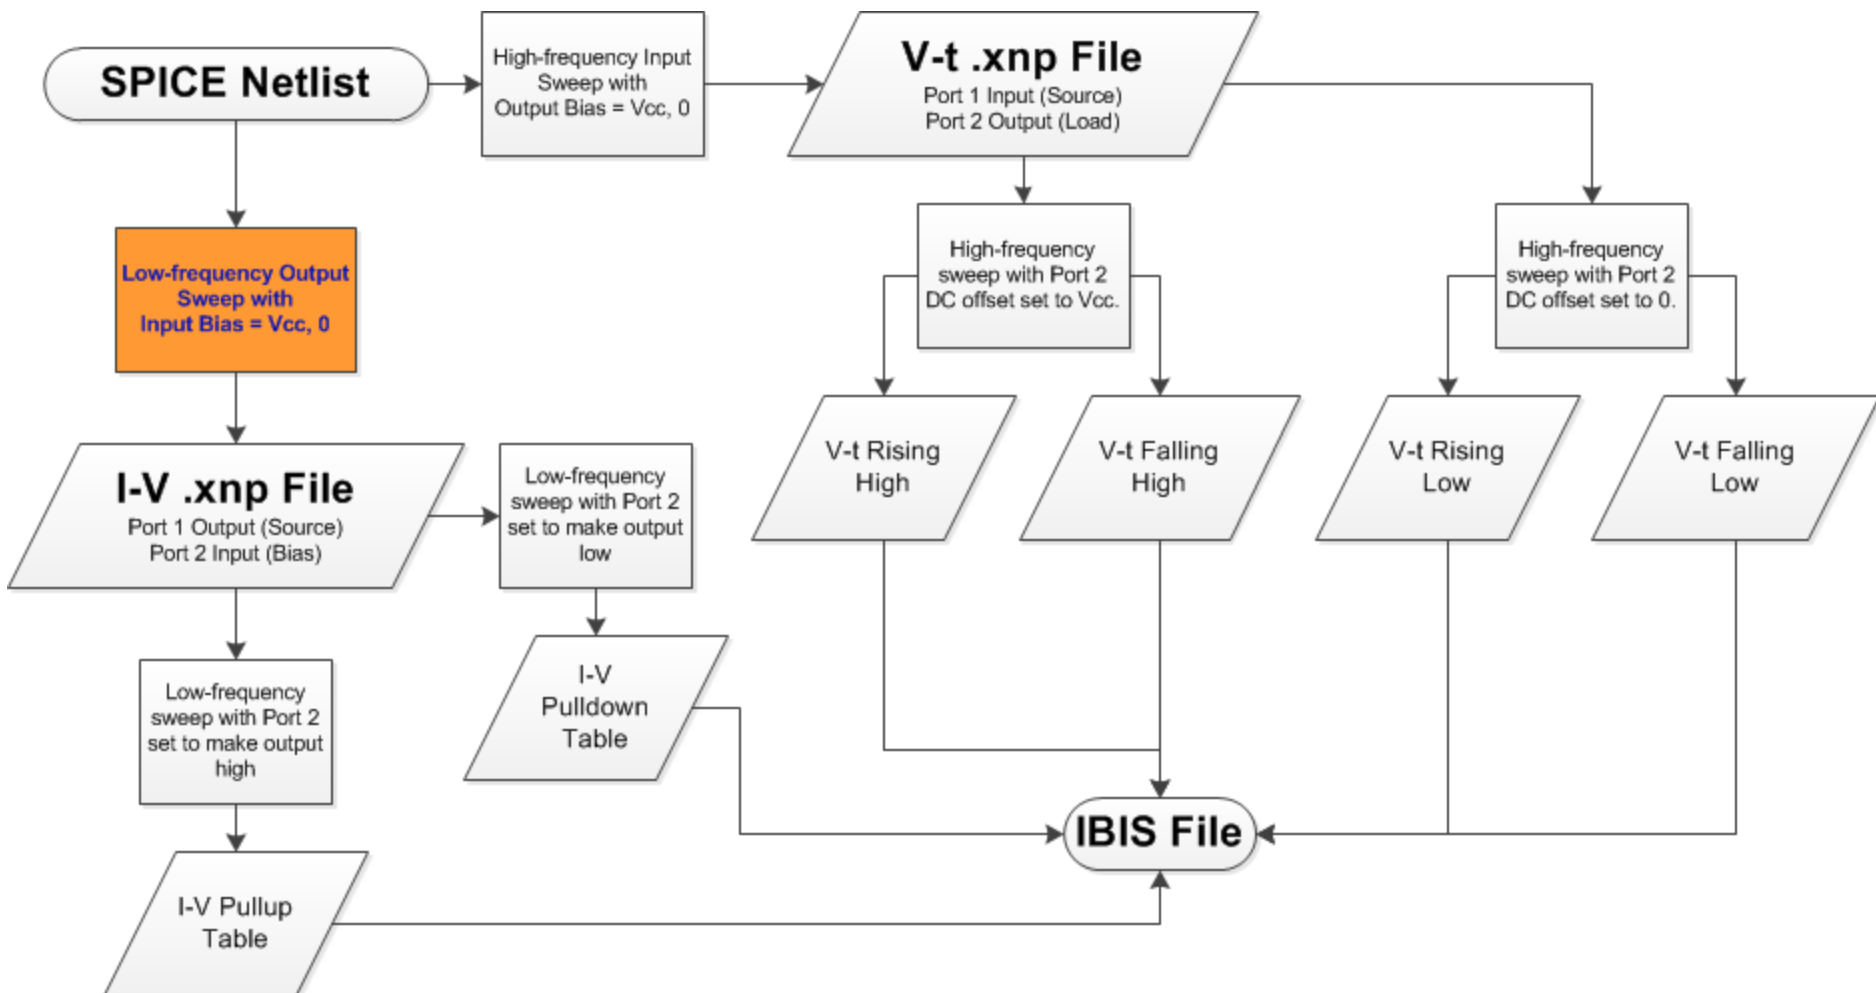 SPICE Netlist
High-frequency Input
Sweep with
Output Bias = Vcc, 0
V-t .xnp File
Port 1 Input (Source)
Port 2 Output (Load)
Low-frequency Output
Sweep with
Input Bias = Vcc, 0
High-frequency
sweep with Port 2
DC offset set to Vcc.
High-frequency
sweep with Port 2
DC offset set to 0.
I-V .xnp File
Port 1 Output (Source)
Port 2 Input (Bias)
Low-frequency
sweep with Port 2
set to make output
low
V-t Rising
High
V-t Falling
High
V-t Rising
Low
V-t Falling
Low
Low-frequency
sweep with Port 2
set to make output
high
I-V
Pulldown
Table
IBIS File
I-V Pullup
Table